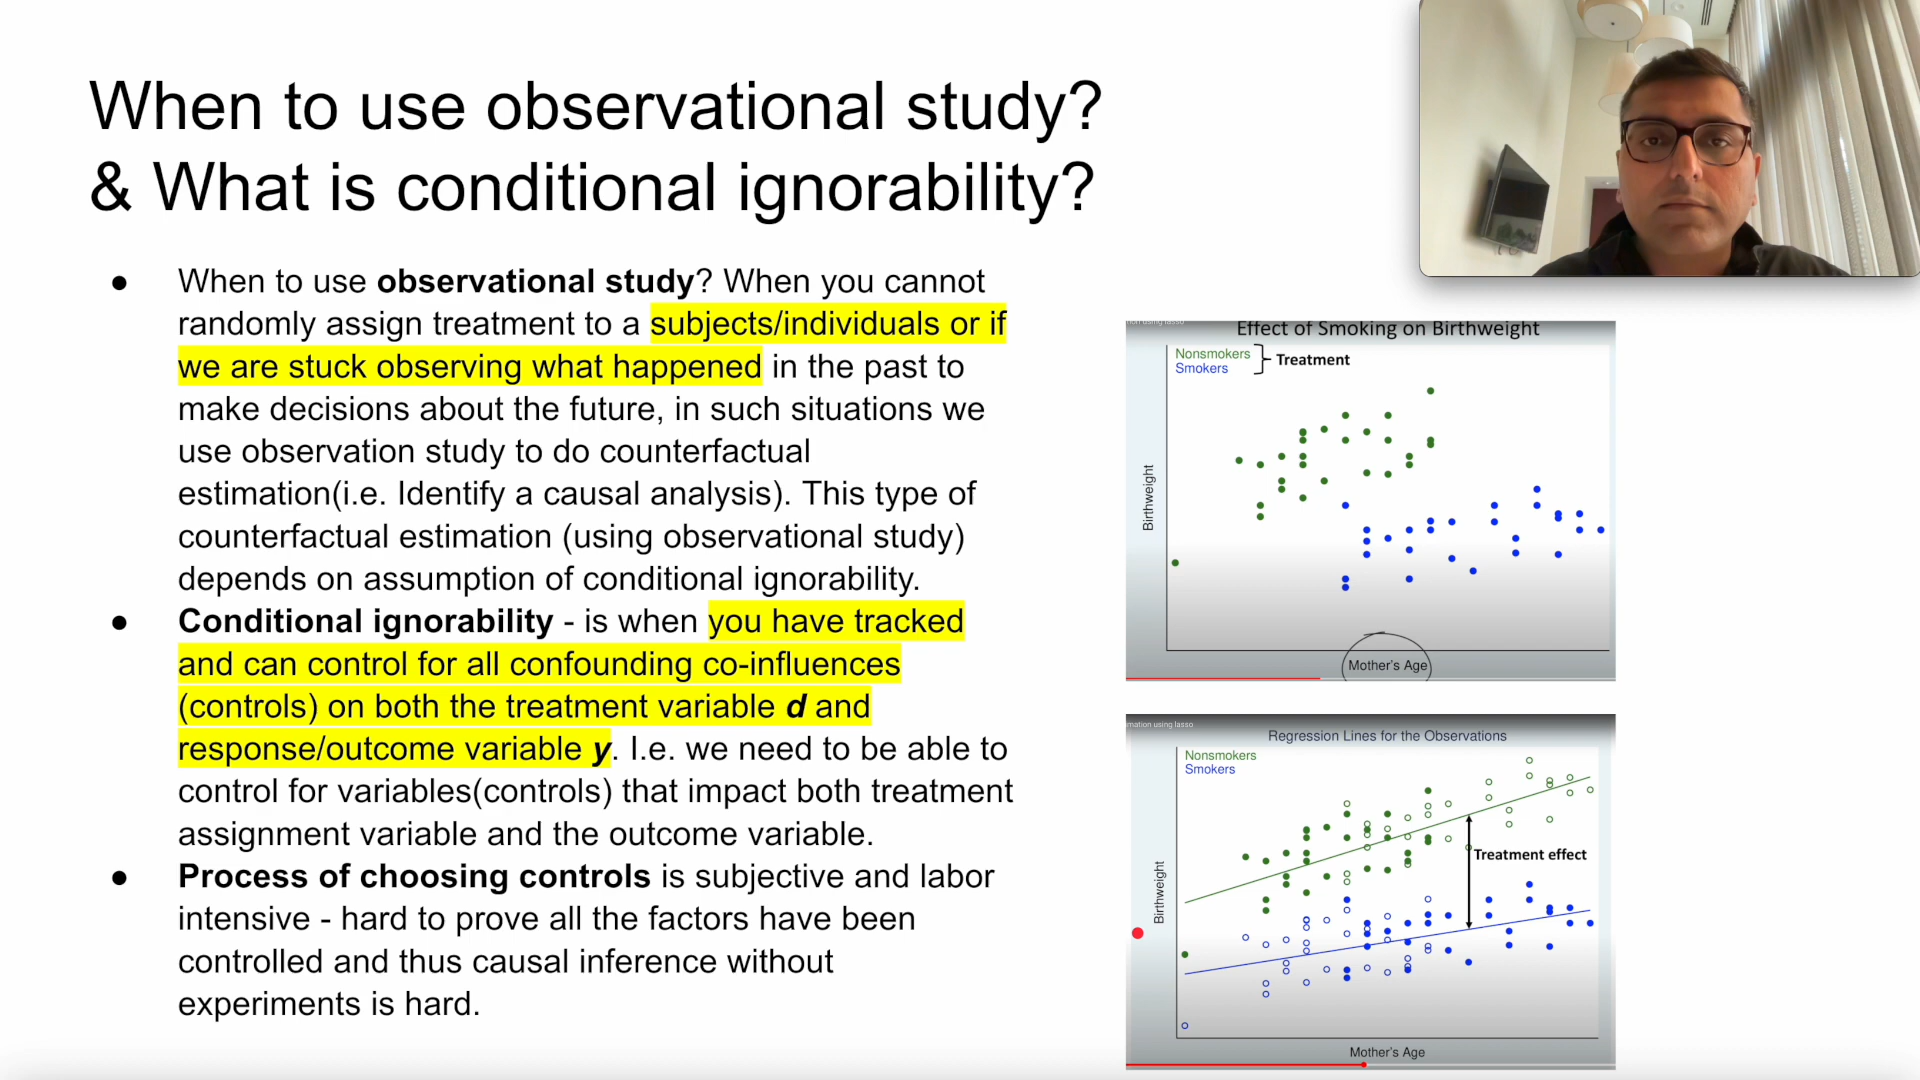 When to use observational study?
& What is conditional ignorability?
● When to use observational study? When you cannot
randomly assign treatment to a subjects/individuals or if
we are stuck observing what happened in the past to
make decisions about the future, in such situations we
use observation study to do counterfactual
estimation(i.e. Identify a causal analysis). This type of
counterfactual estimation (using observational study)
depends on assumption of conditional ignorability.
● Conditional ignorability - is when you have tracked
and can control for all confounding co-influences
(controls) on both the treatment variable d and
response/outcome variable y. I.e. we need to be able to
control for variables(controls) that impact both treatment
assignment variable and the outcome variable.
● Process of choosing controls is subjective and labor
intensive - hard to prove all the factors have been
controlled and thus causal inference without
experiments is hard.
using lasso
Effect of Smoking on Birthweight
Nonsmokers
Smokers
Treatment
Birthweight
Mother's Age
mation using lasso
Regression Lines for the Observations
Nonsmokers
Smokers
Treatment effect
Birthweight
Mother's Age